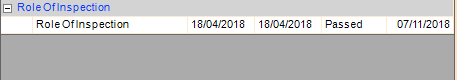 Role Of Inspection
Role Of Inspection 18/04/2018 18/04/2018 Passed 07/11/2018